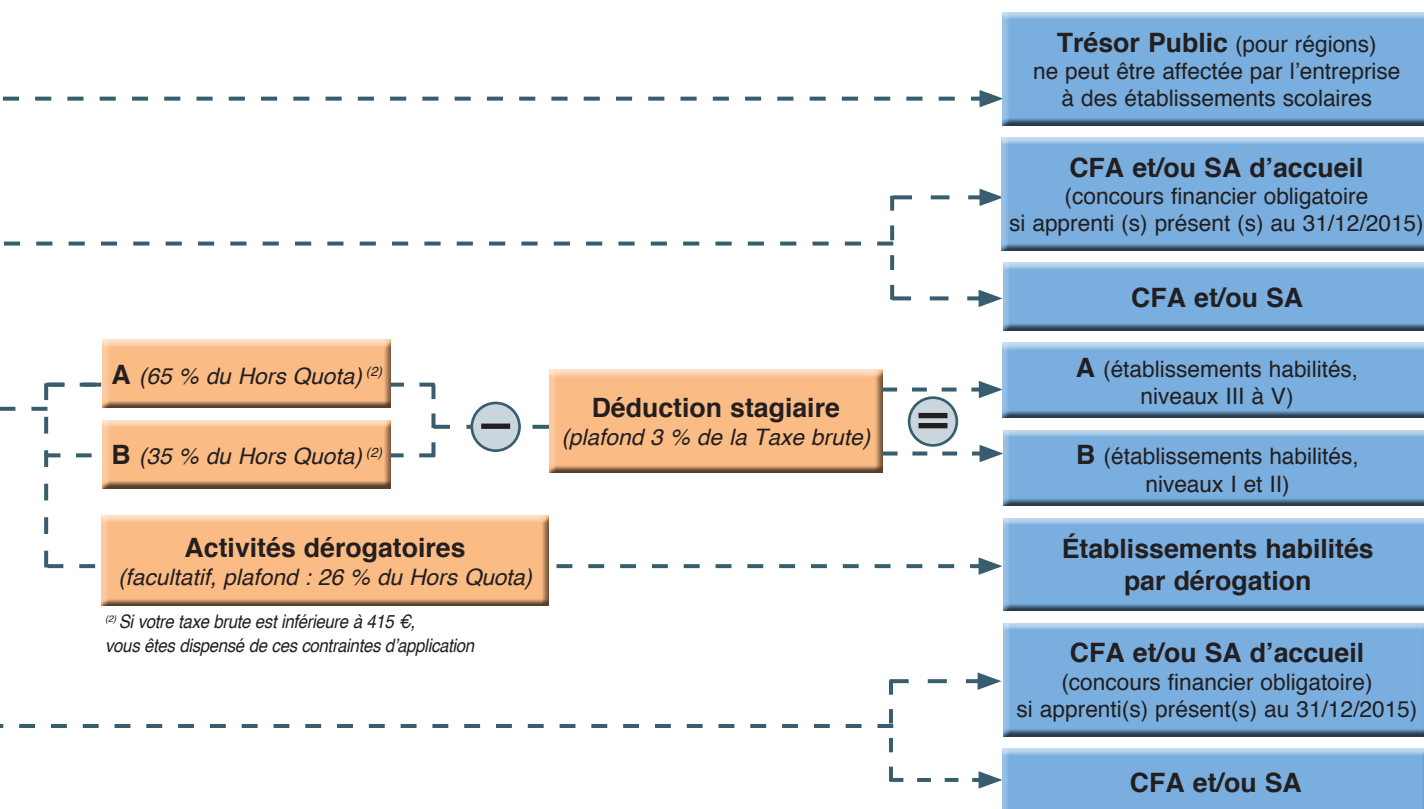 Trésor Public (pour régions)
ne peut être affectée par l'entreprise
à des établissements scolaires
CFA et/ou SA d'accueil
(concours financier obligatoire
si apprenti (s) présent (s) au 31/12/2015)
CFA et/ou SA
A (65 % du Hors Quota) (2)
B (35 % du Hors Quota) (2)
−
Déduction stagiaire
(plafond 3 % de la Taxe brute)
=
A (établissements habilités,
niveaux III à V)
B (établissements habilités,
niveaux I et II)
Activités dérogatoires
(facultatif, plafond : 26 % du Hors Quota)
Établissements habilités
par dérogation
(2) Si votre taxe brute est inférieure à 415 €,
vous êtes dispensé de ces contraintes d'application
CFA et/ou SA d'accueil
(concours financier obligatoire)
si apprenti(s) présent(s) au 31/12/2015)
CFA et/ou SA